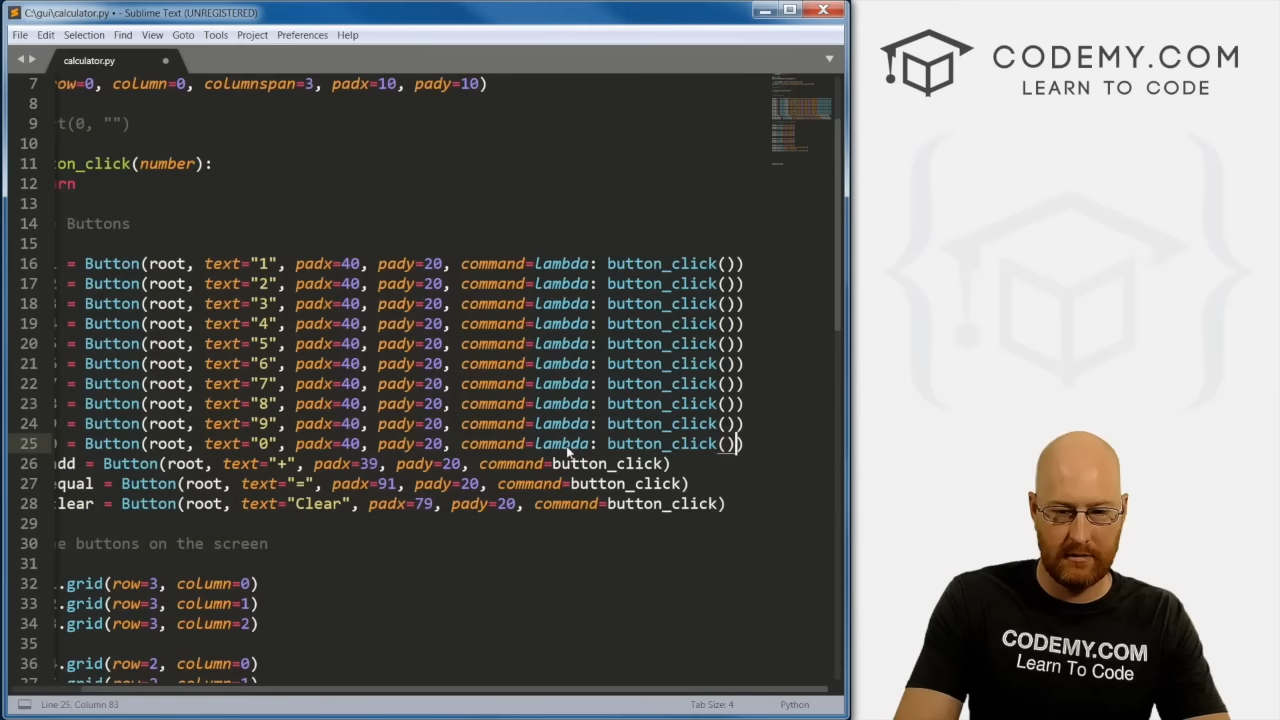 C:\gui\calculator.py • - Sublime Text (UNREGISTERED)
File Edit Selection Find View Goto Tools Project Preferences Help
calculator.py
7 row=0, column=0, columnspan=3, padx=10, pady=10)
8
9 t(0, "")
10
11 on_click(number):
12 rn
13
14 Buttons
15
16 = Button(root, text="1", padx=40, pady=20, command=lambda: button_click())
17 = Button(root, text="2", padx=40, pady=20, command=lambda: button_click())
18 = Button(root, text="3", padx=40, pady=20, command=lambda: button_click())
19 = Button(root, text="4", padx=40, pady=20, command=lambda: button_click())
20 = Button(root, text="5", padx=40, pady=20, command=lambda: button_click())
21 = Button(root, text="6", padx=40, pady=20, command=lambda: button_click())
22 = Button(root, text="7", padx=40, pady=20, command=lambda: button_click())
23 = Button(root, text="8", padx=40, pady=20, command=lambda: button_click())
24 = Button(root, text="9", padx=40, pady=20, command=lambda: button_click())
25 = Button(root, text="0", padx=40, pady=20, command=lambda: button_click())
26 add = Button(root, text="+", padx=39, pady=20, command=button_click)
27 equal = Button(root, text="=", padx=91, pady=20, command=button_click)
28 clear = Button(root, text="Clear", padx=79, pady=20, command=button_click)
29
30 e buttons on the screen
31
32 .grid(row=3, column=0)
33 .grid(row=3, column=1)
34 .grid(row=3, column=2)
35
36 .grid(row=2, column=0)
37 .grid(row=2, column=1)
Line 25, Column 83 Tab Size: 4 Python
CODEMY.COM
LEARN TO CODE
CODEMY.COM
Learn To Code